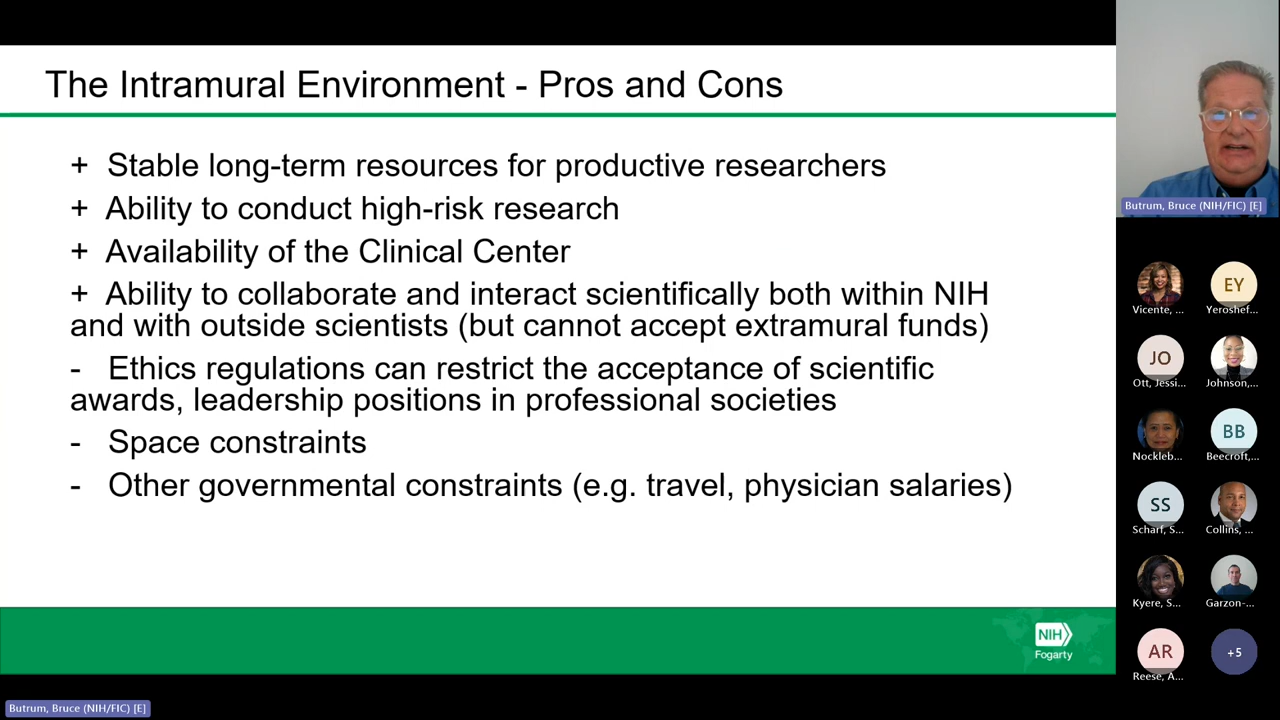 The Intramural Environment - Pros and Cons
+ Stable long-term resources for productive researchers
+ Ability to conduct high-risk research
+ Availability of the Clinical Center
+ Ability to collaborate and interact scientifically both within NIH
and with outside scientists (but cannot accept extramural funds)
- Ethics regulations can restrict the acceptance of scientific
awards, leadership positions in professional societies
- Space constraints
- Other governmental constraints (e.g. travel, physician salaries)
NIH
Fogarty
Butrum, Bruce (NIH/FIC) [E]
Butrum, Bruce (NIH/FIC) [E]
Vicente, ...
EY
Yeroshef...
JO
Ott, Jessi...
Johnson,...
Nockleb...
BB
Beecroft,...
SS
Scharf, S...
Collins, ...
Kyere, S...
Garzon-...
AR
Reese, A...
+5